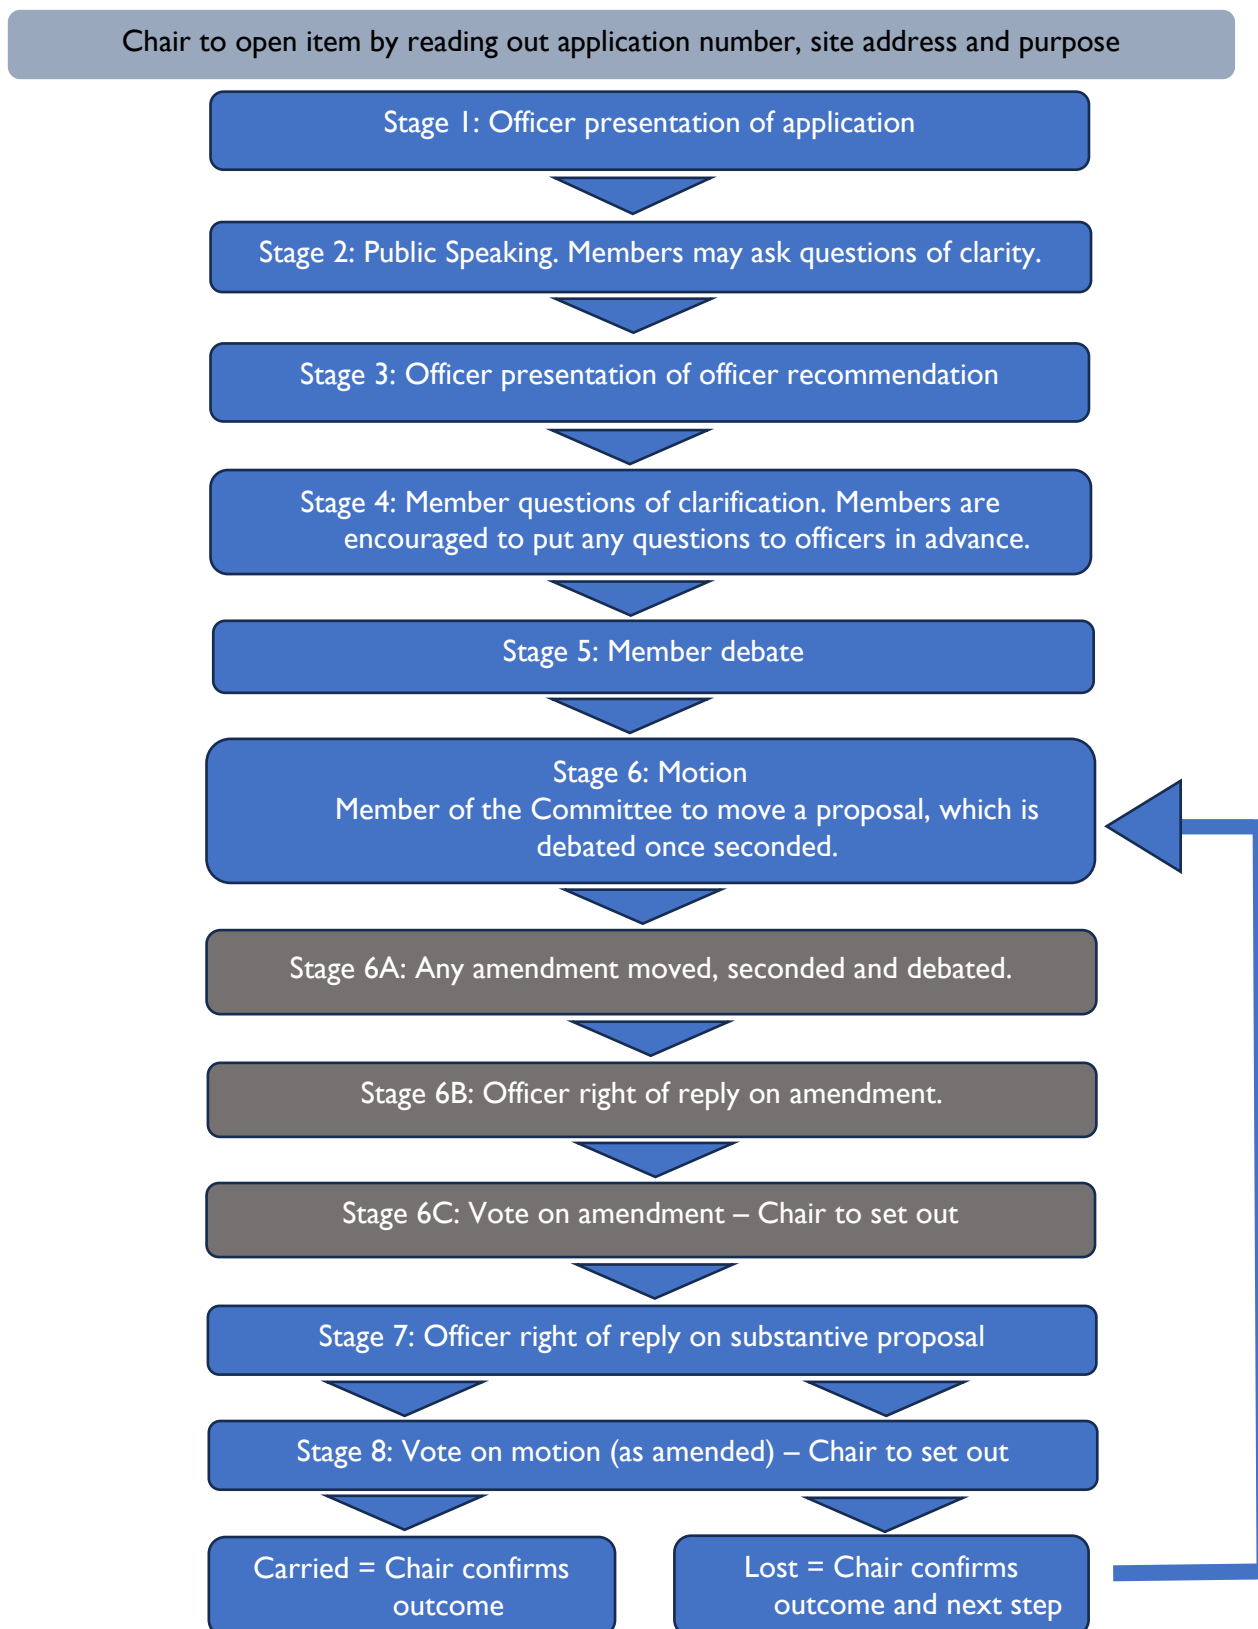 Chair to open item by reading out application number, site address and purpose
Stage 1: Officer presentation of application
Stage 2: Public Speaking. Members may ask questions of clarity.
Stage 3: Officer presentation of officer recommendation
Stage 4: Member questions of clarification. Members are
encouraged to put any questions to officers in advance.
Stage 5: Member debate
Stage 6: Motion
Member of the Committee to move a proposal, which is
debated once seconded.
Stage 6A: Any amendment moved, seconded and debated.
Stage 6B: Officer right of reply on amendment.
Stage 6C: Vote on amendment – Chair to set out
Stage 7: Officer right of reply on substantive proposal
Stage 8: Vote on motion (as amended) – Chair to set out
Carried = Chair confirms
outcome
Lost = Chair confirms
outcome and next step